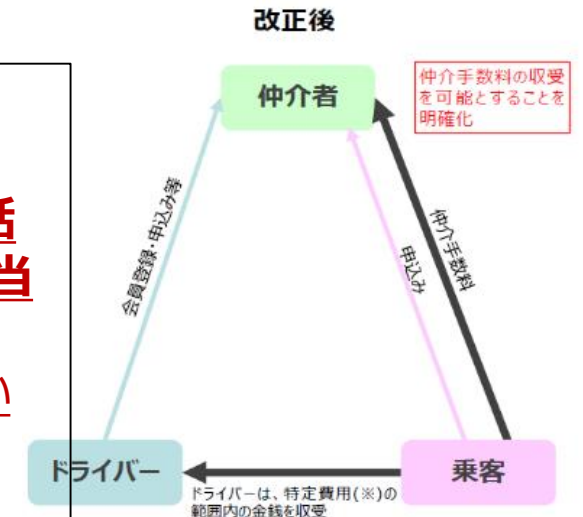 改正後
仲介者
仲介手数料の収受
を可能とすることを
明確化
活
当
い
会員登録・申込み等
申込み
仲介手数料
ドライバー
乗客
ドライバーは、特定費用(※)の
範囲内の金銭を収受